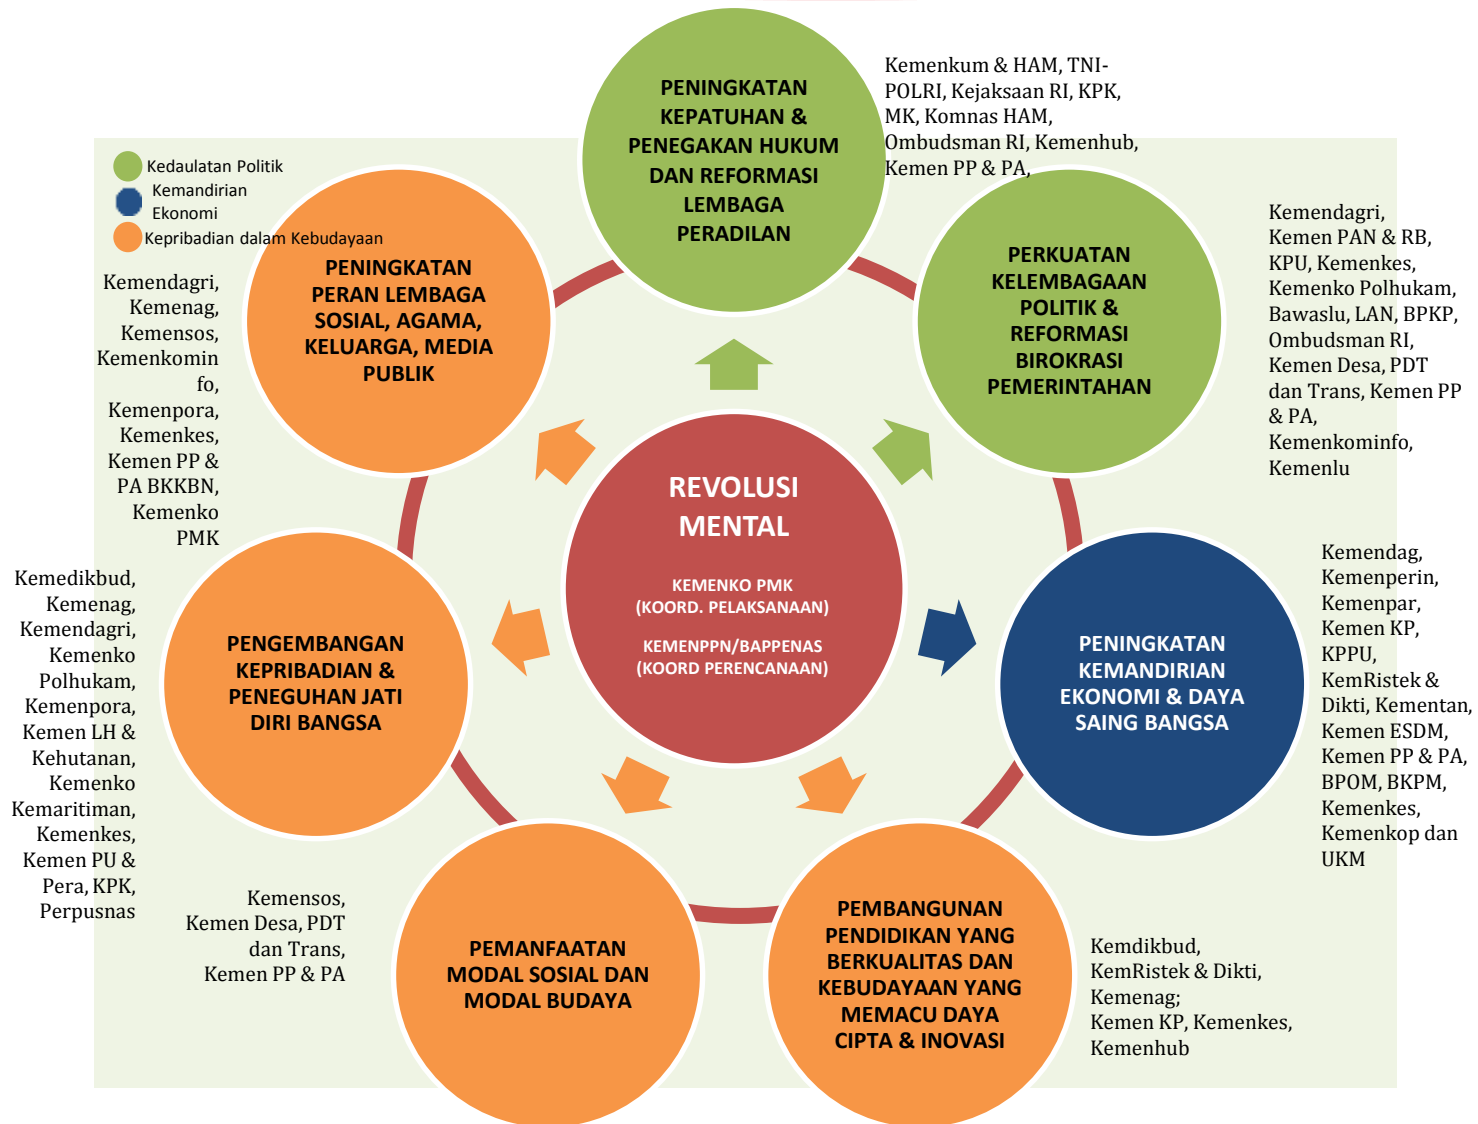 PENINGKATAN
KEPATUHAN &
PENEGAKAN HUKUM
DAN REFORMASI
LEMBAGA
PERADILAN
Kemenkum & HAM, TNI-
POLRI, Kejaksaan RI, KPK,
MK, Komnas HAM,
Ombudsman RI, Kemenhub,
Kemen PP & PA,
Kedaulatan Politik
Kemandirian
Ekonomi
Kepribadian dalam Kebudayaan
PENINGKATAN
PERAN LEMBAGA
SOSIAL, AGAMA,
KELUARGA, MEDIA
PUBLIK
Kemendagri,
Kemenag,
Kemensos,
Kemenkomin
fo,
Kemenpora,
Kemenkes,
Kemen PP &
PA BKKBN,
Kemenko
PMK
PERKUATAN
KELEMBAGAAN
POLITIK &
REFORMASI
BIROKRASI
PEMERINTAHAN
Kemendagri,
Kemen PAN & RB,
KPU, Kemenkes,
Kemenko Polhukam,
Bawaslu, LAN, BPKP,
Ombudsman RI,
Kemen Desa, PDT
dan Trans, Kemen PP
& PA,
Kemenkominfo,
Kemenlu
REVOLUSI
MENTAL
KEMENKO PMK
(KOORD. PELAKSANAAN)
KEMENPPN/BAPPENAS
(KOORD PERENCANAAN)
Kemedikbud,
Kemenag,
Kemendagri,
Kemenko
Polhukam,
Kemenpora,
Kemen LH &
Kehutanan,
Kemenko
Kemaritiman,
Kemenkes,
Kemen PU &
Pera, KPK,
Perpusnas
PENGEMBANGAN
KEPRIBADIAN &
PENEGUHAN JATI
DIRI BANGSA
PENINGKATAN
KEMANDIRIAN
EKONOMI & DAYA
SAING BANGSA
Kemendag,
Kemenperin,
Kemenpar,
Kemen KP,
KPPU,
KemRistek &
Dikti, Kementan,
Kemen ESDM,
Kemen PP & PA,
BPOM, BKPM,
Kemenkes,
Kemenkop dan
UKM
Kemensos,
Kemen Desa, PDT
dan Trans,
Kemen PP & PA
PEMANFAATAN
MODAL SOSIAL DAN
MODAL BUDAYA
PEMBANGUNAN
PENDIDIKAN YANG
BERKUALITAS DAN
KEBUDAYAAN YANG
MEMACU DAYA
CIPTA & INOVASI
Kemdikbud,
KemRistek & Dikti,
Kemenag;
Kemen KP, Kemenkes,
Kemenhub